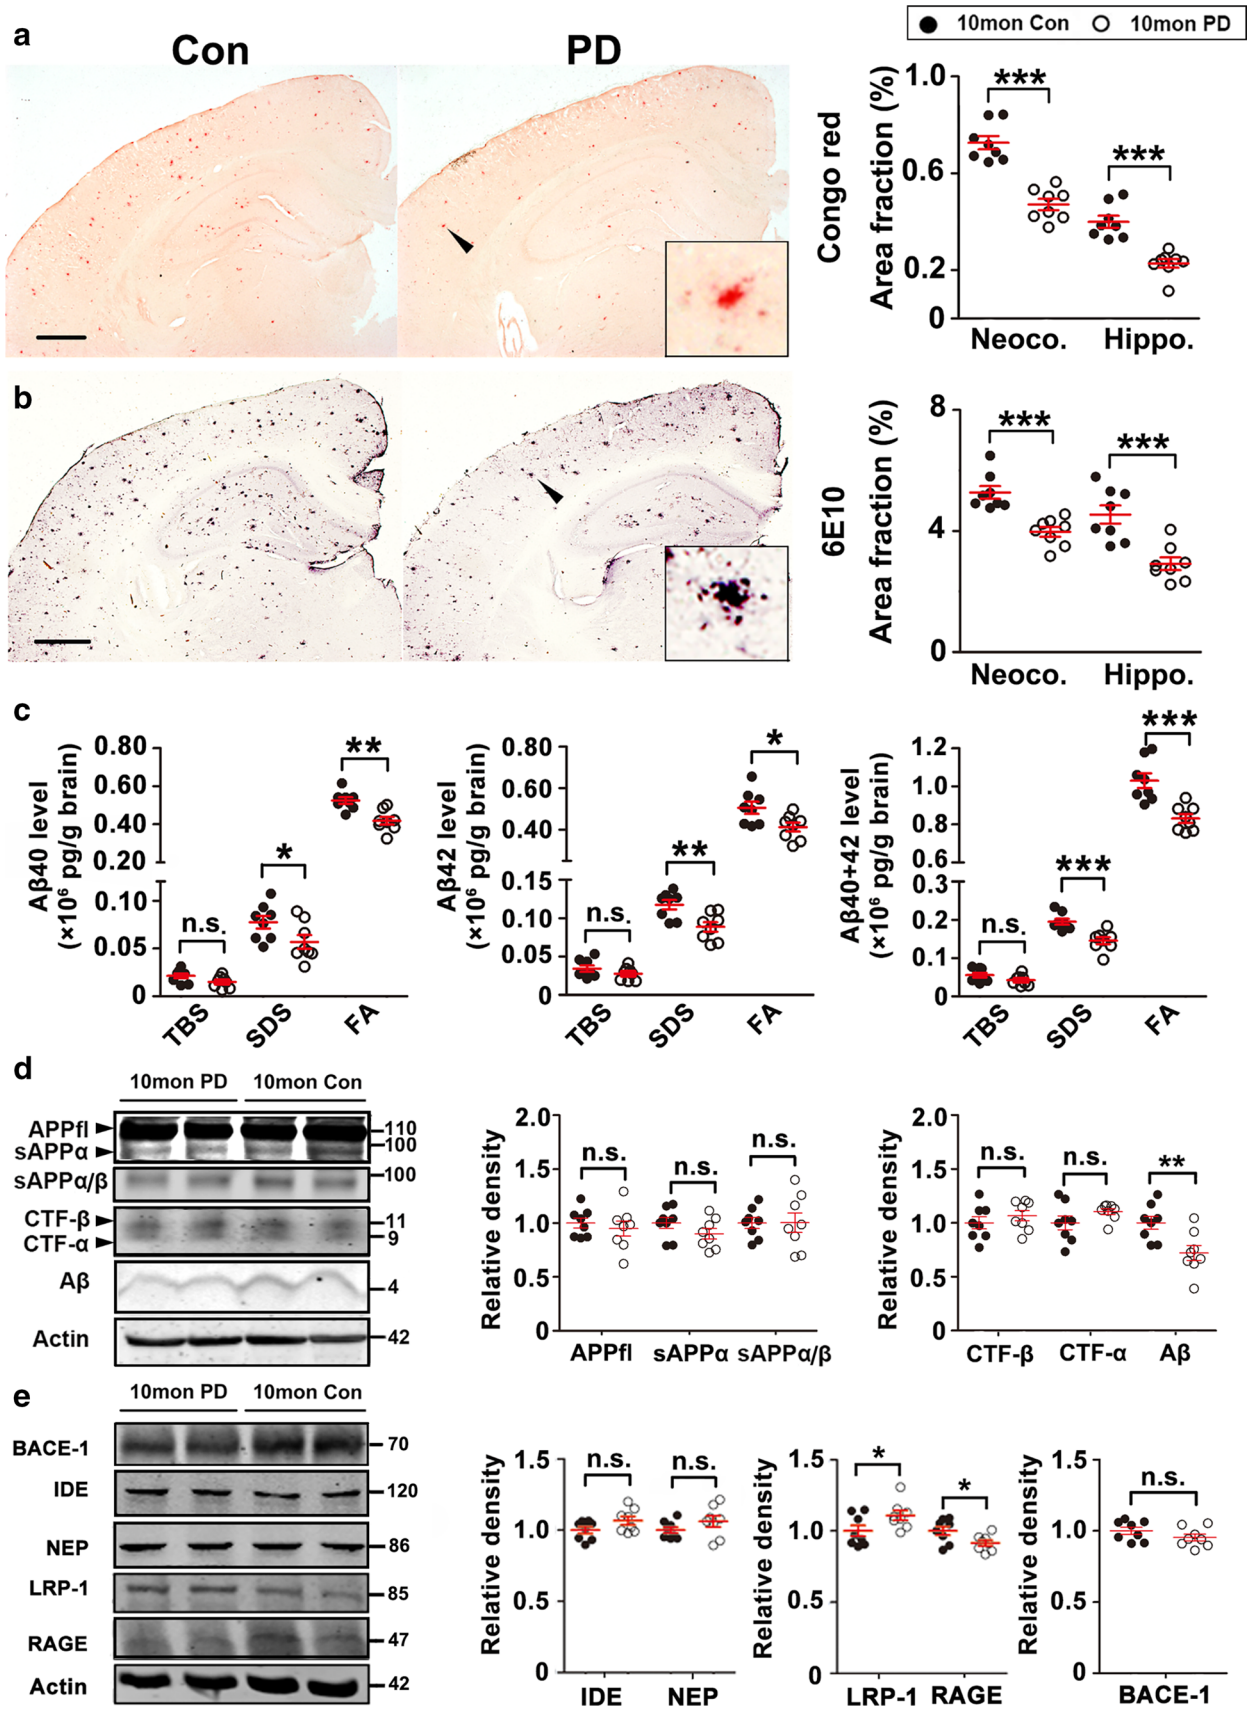 10mon Con 10mon PD
a
Con PD
Congo red
Area fraction (%)
1.0
0.6
0.2
0
***
***
Neoco. Hippo.
b
6E10
Area fraction (%)
8
4
0
***
***
Neoco. Hippo.
c
Aβ40 level
(×10⁶ pg/g brain)
0.80
0.60
0.40
0.20
0.10
0.05
0
n.s.
*
**
TBS SDS FA
Aβ42 level
(×10⁶ pg/g brain)
0.80
0.60
0.40
0.15
0.10
0.05
0
n.s.
**
*
TBS SDS FA
Aβ40+42 level
(×10⁶ pg/g brain)
1.2
1.0
0.8
0.6
0.3
0.2
0.1
0
n.s.
***
***
TBS SDS FA
d
10mon PD 10mon Con
APPfl 110
sAPPα 100
sAPPα/β 100
CTF-β 11
CTF-α 9
Aβ 4
Actin 42
Relative density
2.0
1.5
1.0
0.5
0
n.s. n.s. n.s.
APPfl sAPPα sAPPα/β
Relative density
2.0
1.5
1.0
0.5
0
n.s. n.s. **
CTF-β CTF-α Aβ
e
10mon PD 10mon Con
BACE-1 70
IDE 120
NEP 86
LRP-1 85
RAGE 47
Actin 42
Relative density
1.5
1.0
0.5
0
n.s. n.s.
IDE NEP
Relative density
1.5
1.0
0.5
0
* *
LRP-1 RAGE
Relative density
1.5
1.0
0.5
0
n.s.
BACE-1